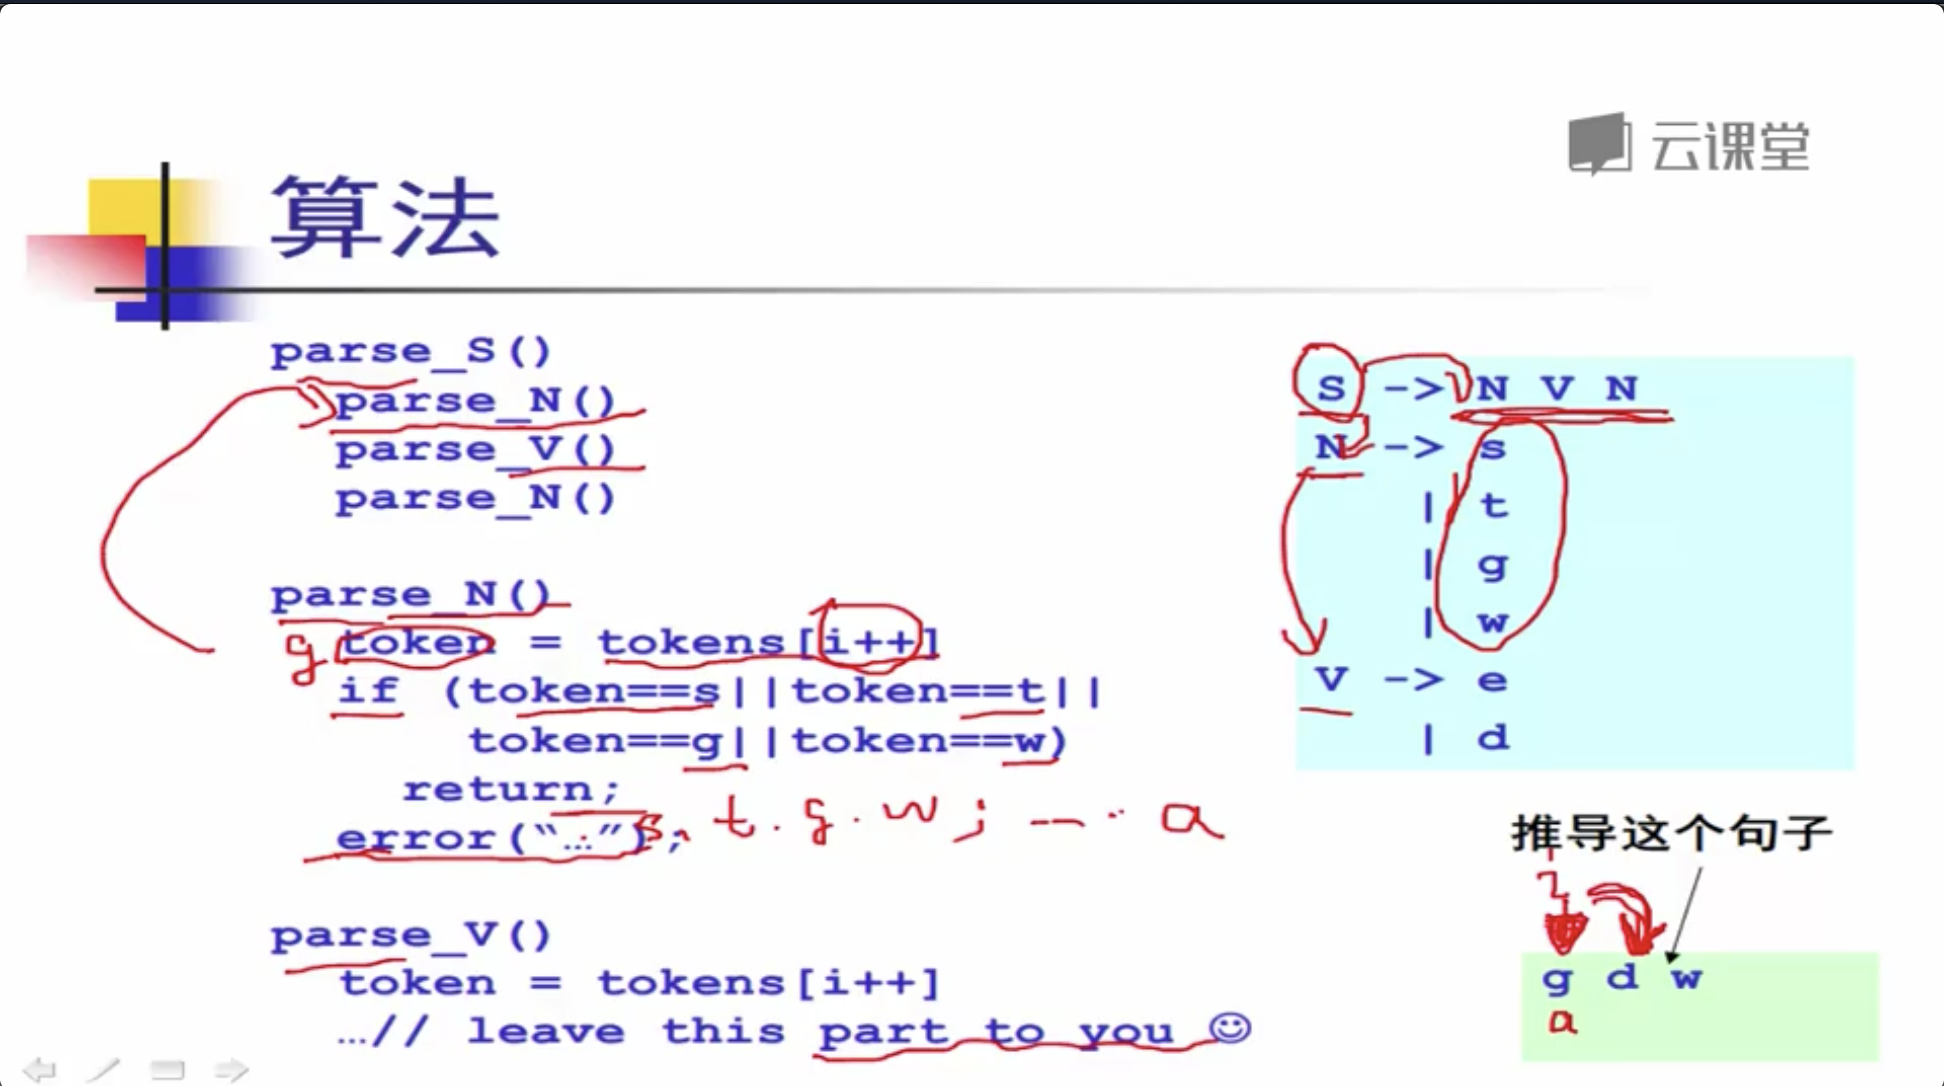 云课堂
算法
parse_S()
parse_N()
parse_V()
parse_N()
parse_N()
g token = tokens[i++]
if (token==s||token==t||
token==g||token==w)
return;
error("…"); s, t. g. w ; — .. a
parse_V()
token = tokens[i++]
…// leave this part to you ☺
S -> N V N
N -> s
| t
| g
| w
V -> e
| d
推导这个句子
g d w
a